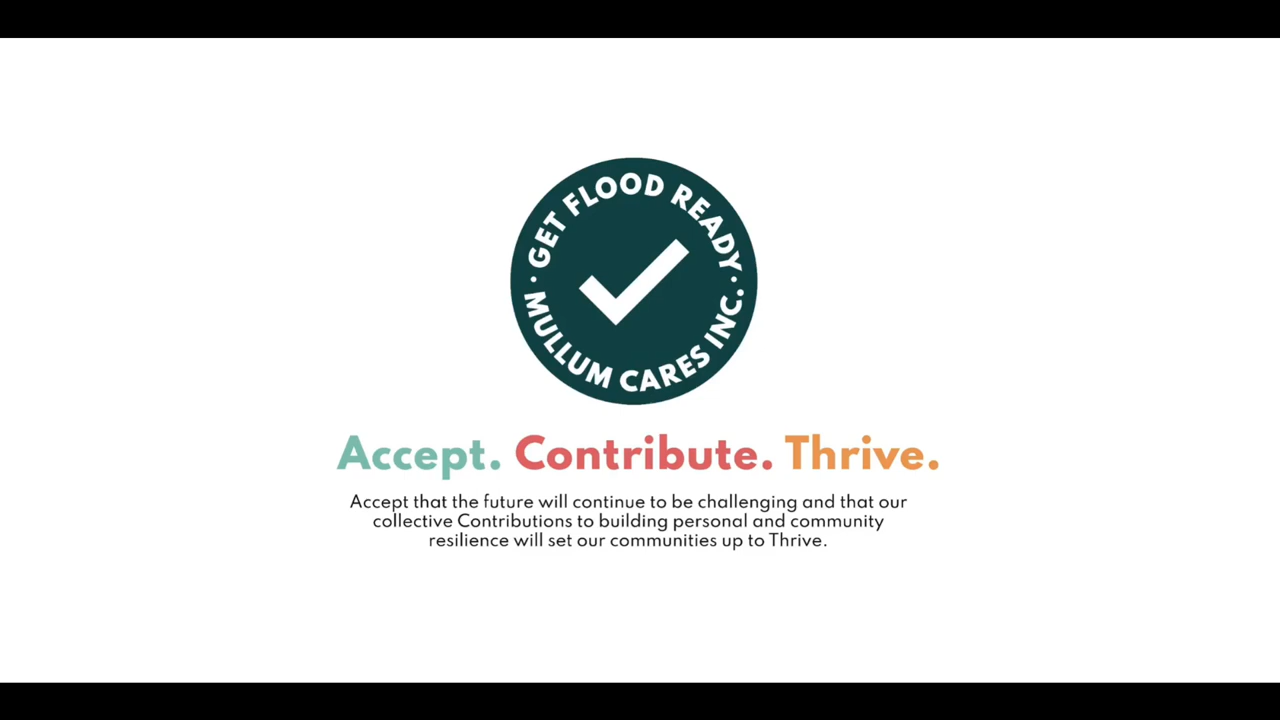 · GET FLOOD READY ·
MULLUM CARES INC.
Accept. Contribute. Thrive.
Accept that the future will continue to be challenging and that our
collective Contributions to building personal and community
resilience will set our communities up to Thrive.